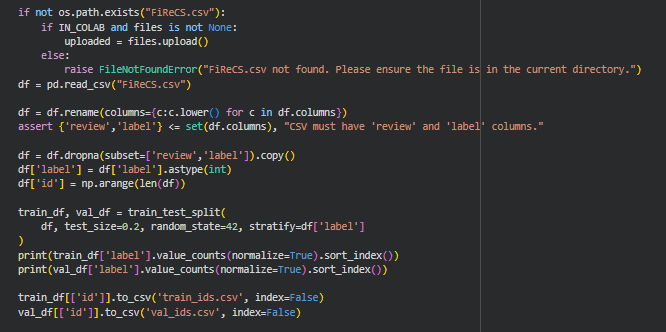 if not os.path.exists("FiReCS.csv"):
    if IN_COLAB and files is not None:
        uploaded = files.upload()
    else:
        raise FileNotFoundError("FiReCS.csv not found. Please ensure the file is in the current directory.")
df = pd.read_csv("FiReCS.csv")

df = df.rename(columns={c:c.lower() for c in df.columns})
assert {'review','label'} <= set(df.columns), "CSV must have 'review' and 'label' columns."

df = df.dropna(subset=['review','label']).copy()
df['label'] = df['label'].astype(int)
df['id'] = np.arange(len(df))

train_df, val_df = train_test_split(
    df, test_size=0.2, random_state=42, stratify=df['label']
)
print(train_df['label'].value_counts(normalize=True).sort_index())
print(val_df['label'].value_counts(normalize=True).sort_index())

train_df[['id']].to_csv('train_ids.csv', index=False)
val_df[['id']].to_csv('val_ids.csv', index=False)